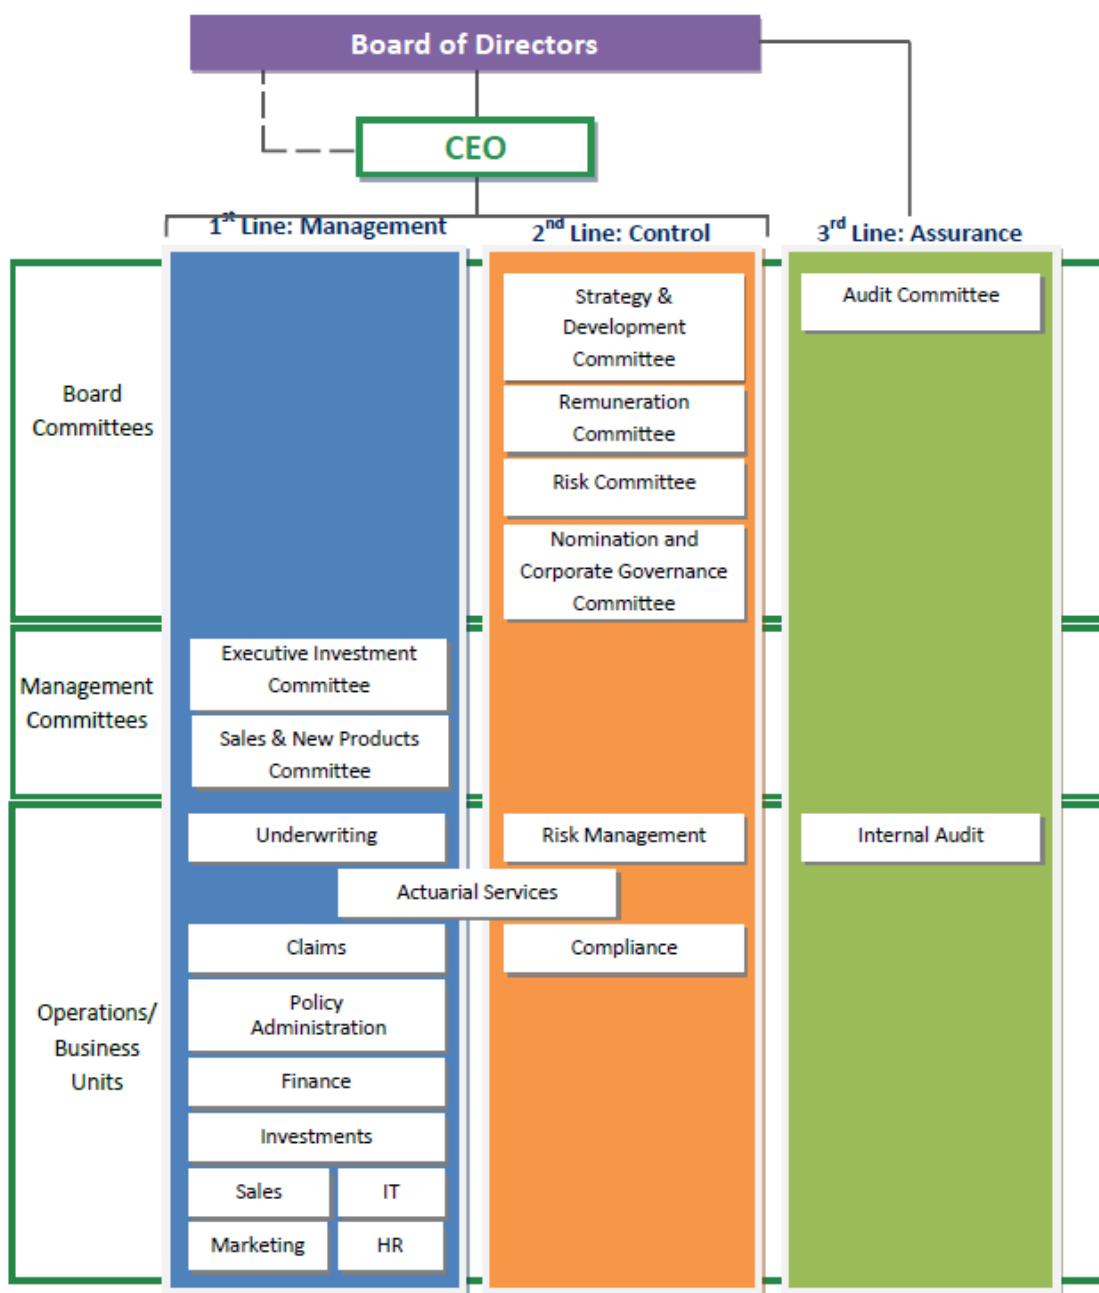 Board of Directors
CEO
1st Line: Management
2nd Line: Control
3rd Line: Assurance
Board
Committees
Strategy &
Development
Committee
Remuneration
Committee
Risk Committee
Nomination and
Corporate Governance
Committee
Audit Committee
Management
Committees
Executive Investment
Committee
Sales & New Products
Committee
Operations/
Business
Units
Underwriting
Risk Management
Internal Audit
Actuarial Services
Claims
Compliance
Policy
Administration
Finance
Investments
Sales
IT
Marketing
HR